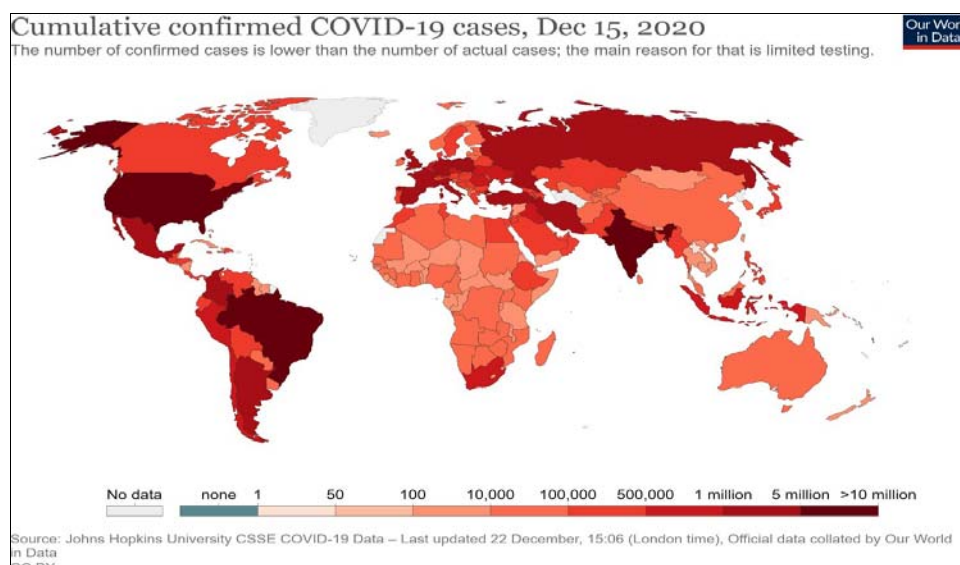 Cumulative confirmed COVID-19 cases, Dec 15, 2020
The number of confirmed cases is lower than the number of actual cases; the main reason for that is limited testing.
Our
in Data
No data none 1 50 100 10,000 100,000 500,000 1 million 5 million >10 million
Source: Johns Hopkins University CSSE COVID-19 Data – Last updated 22 December, 15:06 (London time), Official data collated by Our World
in Data